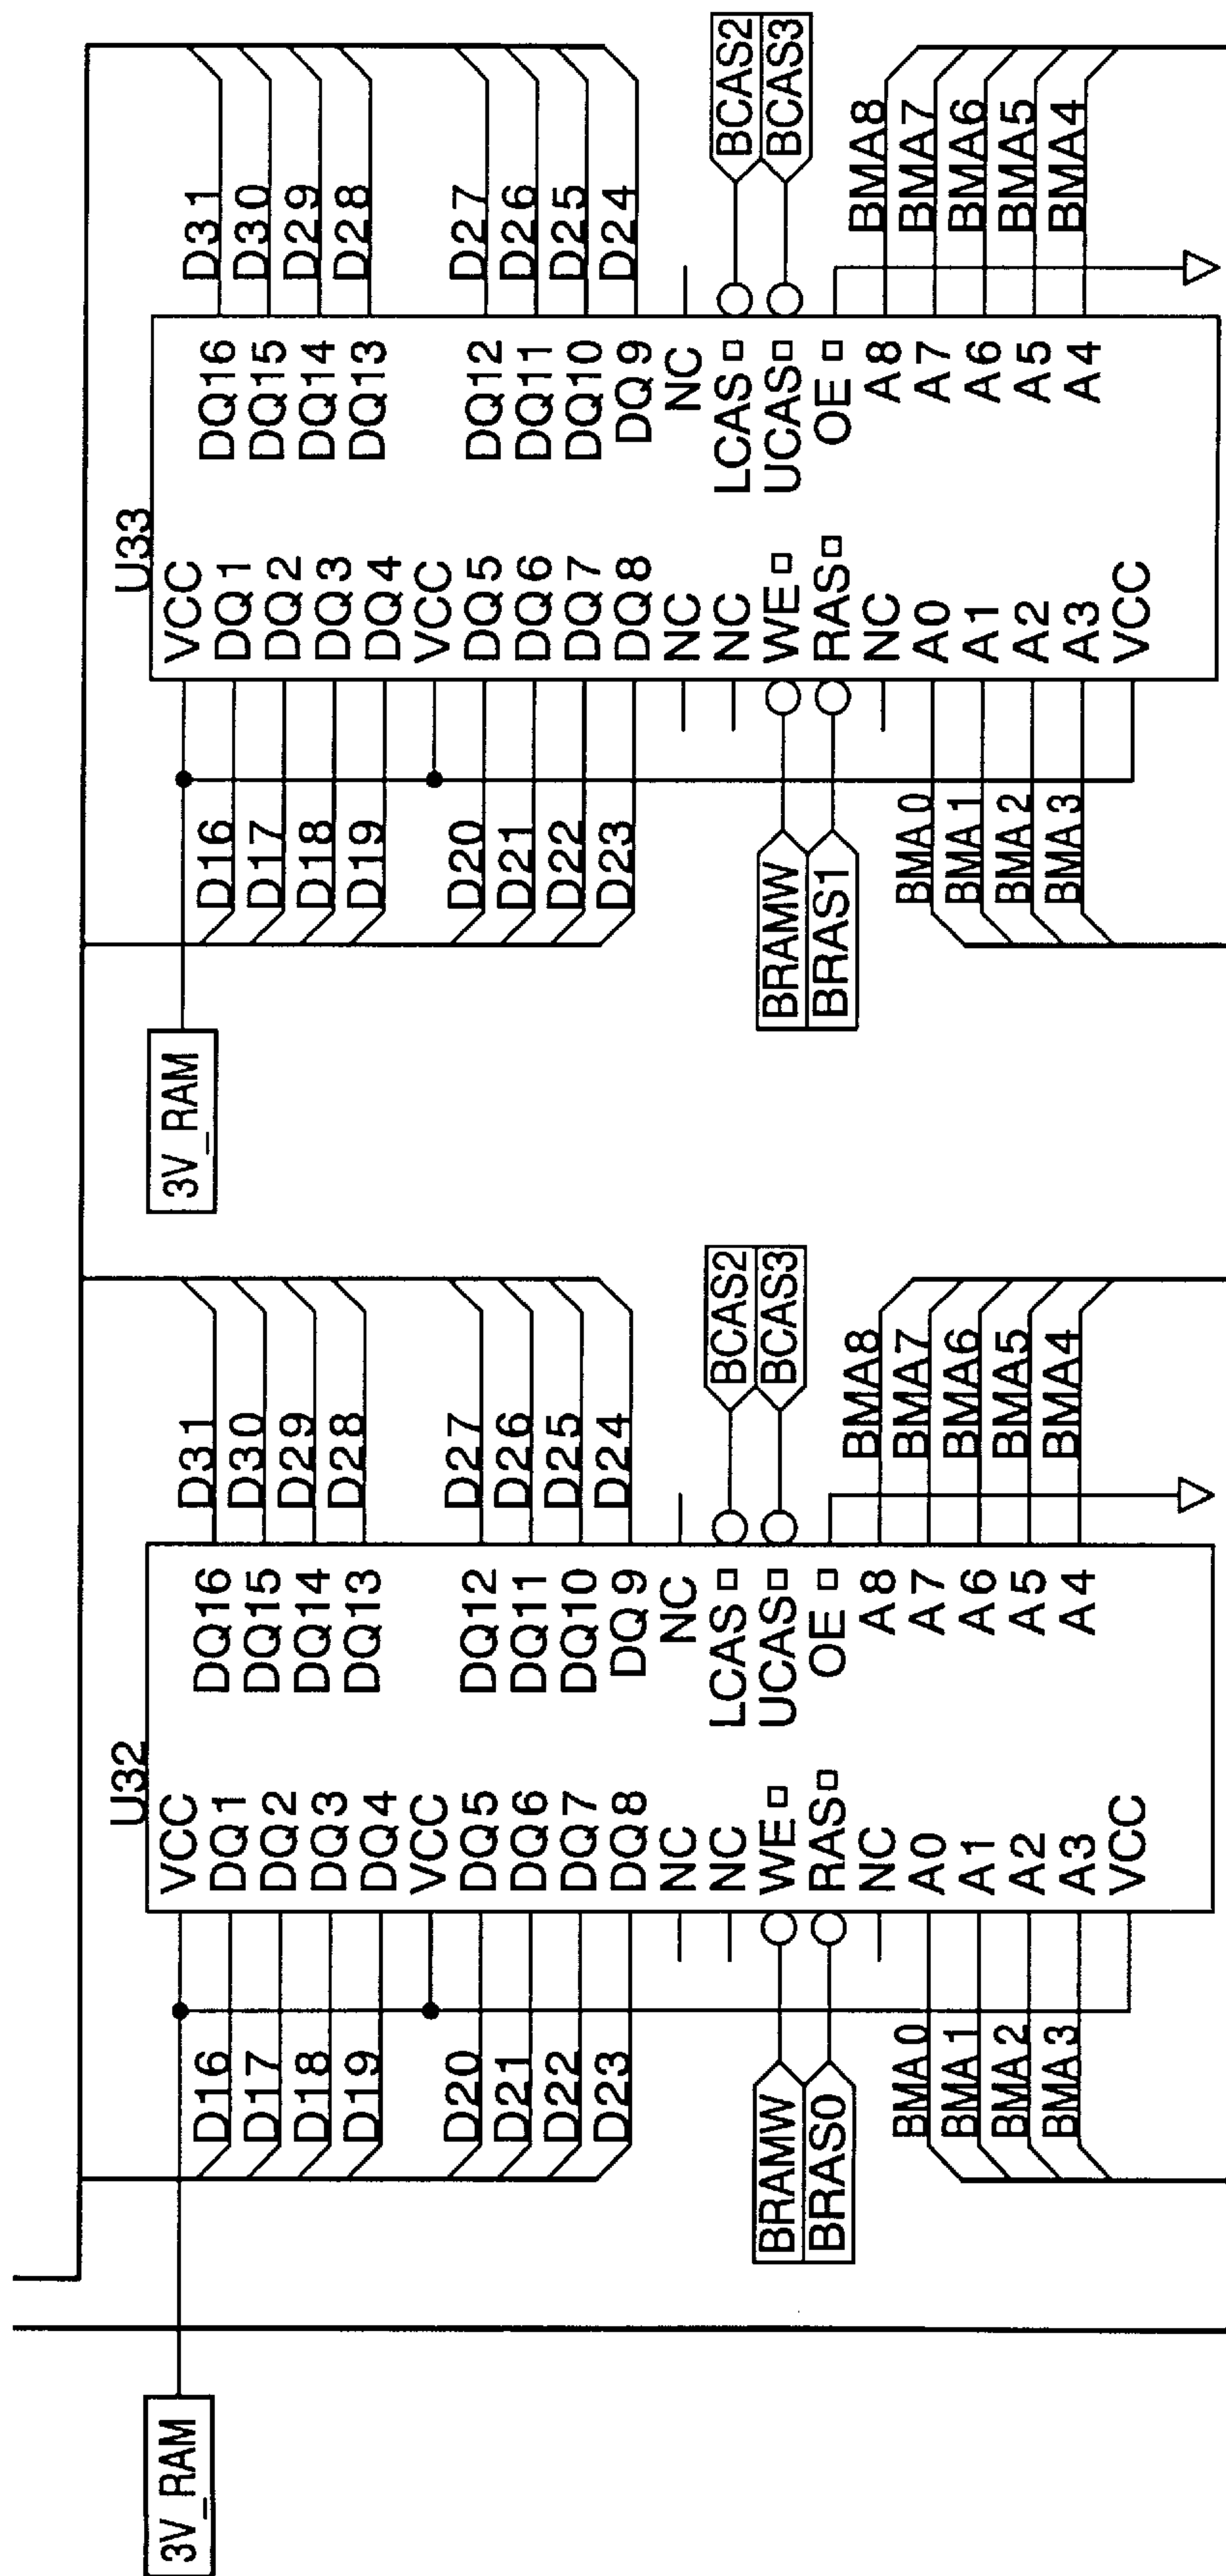 U32
3V_RAM
VCC
D16 DQ1 DQ16 D31
D17 DQ2 DQ15 D30
D18 DQ3 DQ14 D29
D19 DQ4 DQ13 D28
VCC
D20 DQ5 DQ12 D27
D21 DQ6 DQ11 D26
D22 DQ7 DQ10 D25
D23 DQ8 DQ9 D24
NC NC
NC LCAS BCAS2
BRAMW WE UCAS BCAS3
BRAS0 RAS OE
NC A8 BMA8
BMA0 A0 A7 BMA7
BMA1 A1 A6 BMA6
BMA2 A2 A5 BMA5
BMA3 A3 A4 BMA4
VCC
U33
3V_RAM
VCC
D16 DQ1 DQ16 D31
D17 DQ2 DQ15 D30
D18 DQ3 DQ14 D29
D19 DQ4 DQ13 D28
VCC
D20 DQ5 DQ12 D27
D21 DQ6 DQ11 D26
D22 DQ7 DQ10 D25
D23 DQ8 DQ9 D24
NC NC
NC LCAS BCAS2
BRAMW WE UCAS BCAS3
BRAS1 RAS OE
NC A8 BMA8
BMA0 A0 A7 BMA7
BMA1 A1 A6 BMA6
BMA2 A2 A5 BMA5
BMA3 A3 A4 BMA4
VCC